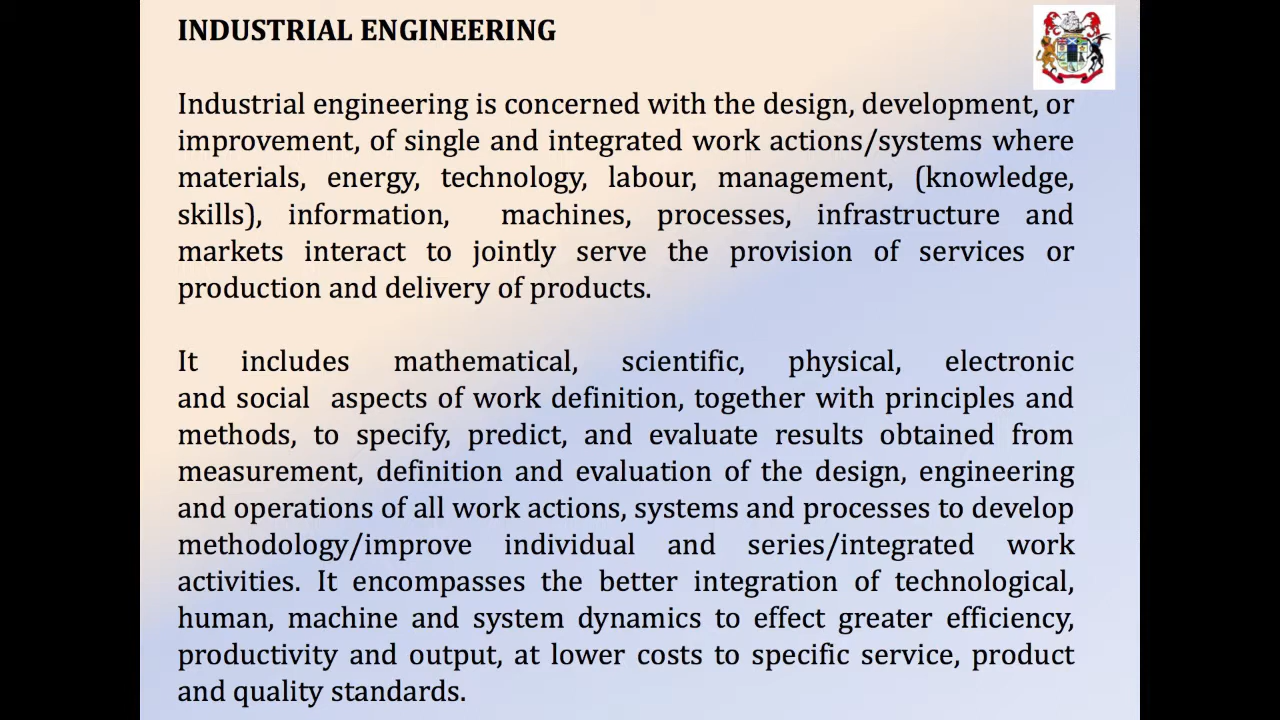 INDUSTRIAL ENGINEERING
Industrial engineering is concerned with the design, development, or
improvement, of single and integrated work actions/systems where
materials, energy, technology, labour, management, (knowledge,
skills), information, machines, processes, infrastructure and
markets interact to jointly serve the provision of services or
production and delivery of products.
It includes mathematical, scientific, physical, electronic
and social aspects of work definition, together with principles and
methods, to specify, predict, and evaluate results obtained from
measurement, definition and evaluation of the design, engineering
and operations of all work actions, systems and processes to develop
methodology/improve individual and series/integrated work
activities. It encompasses the better integration of technological,
human, machine and system dynamics to effect greater efficiency,
productivity and output, at lower costs to specific service, product
and quality standards.